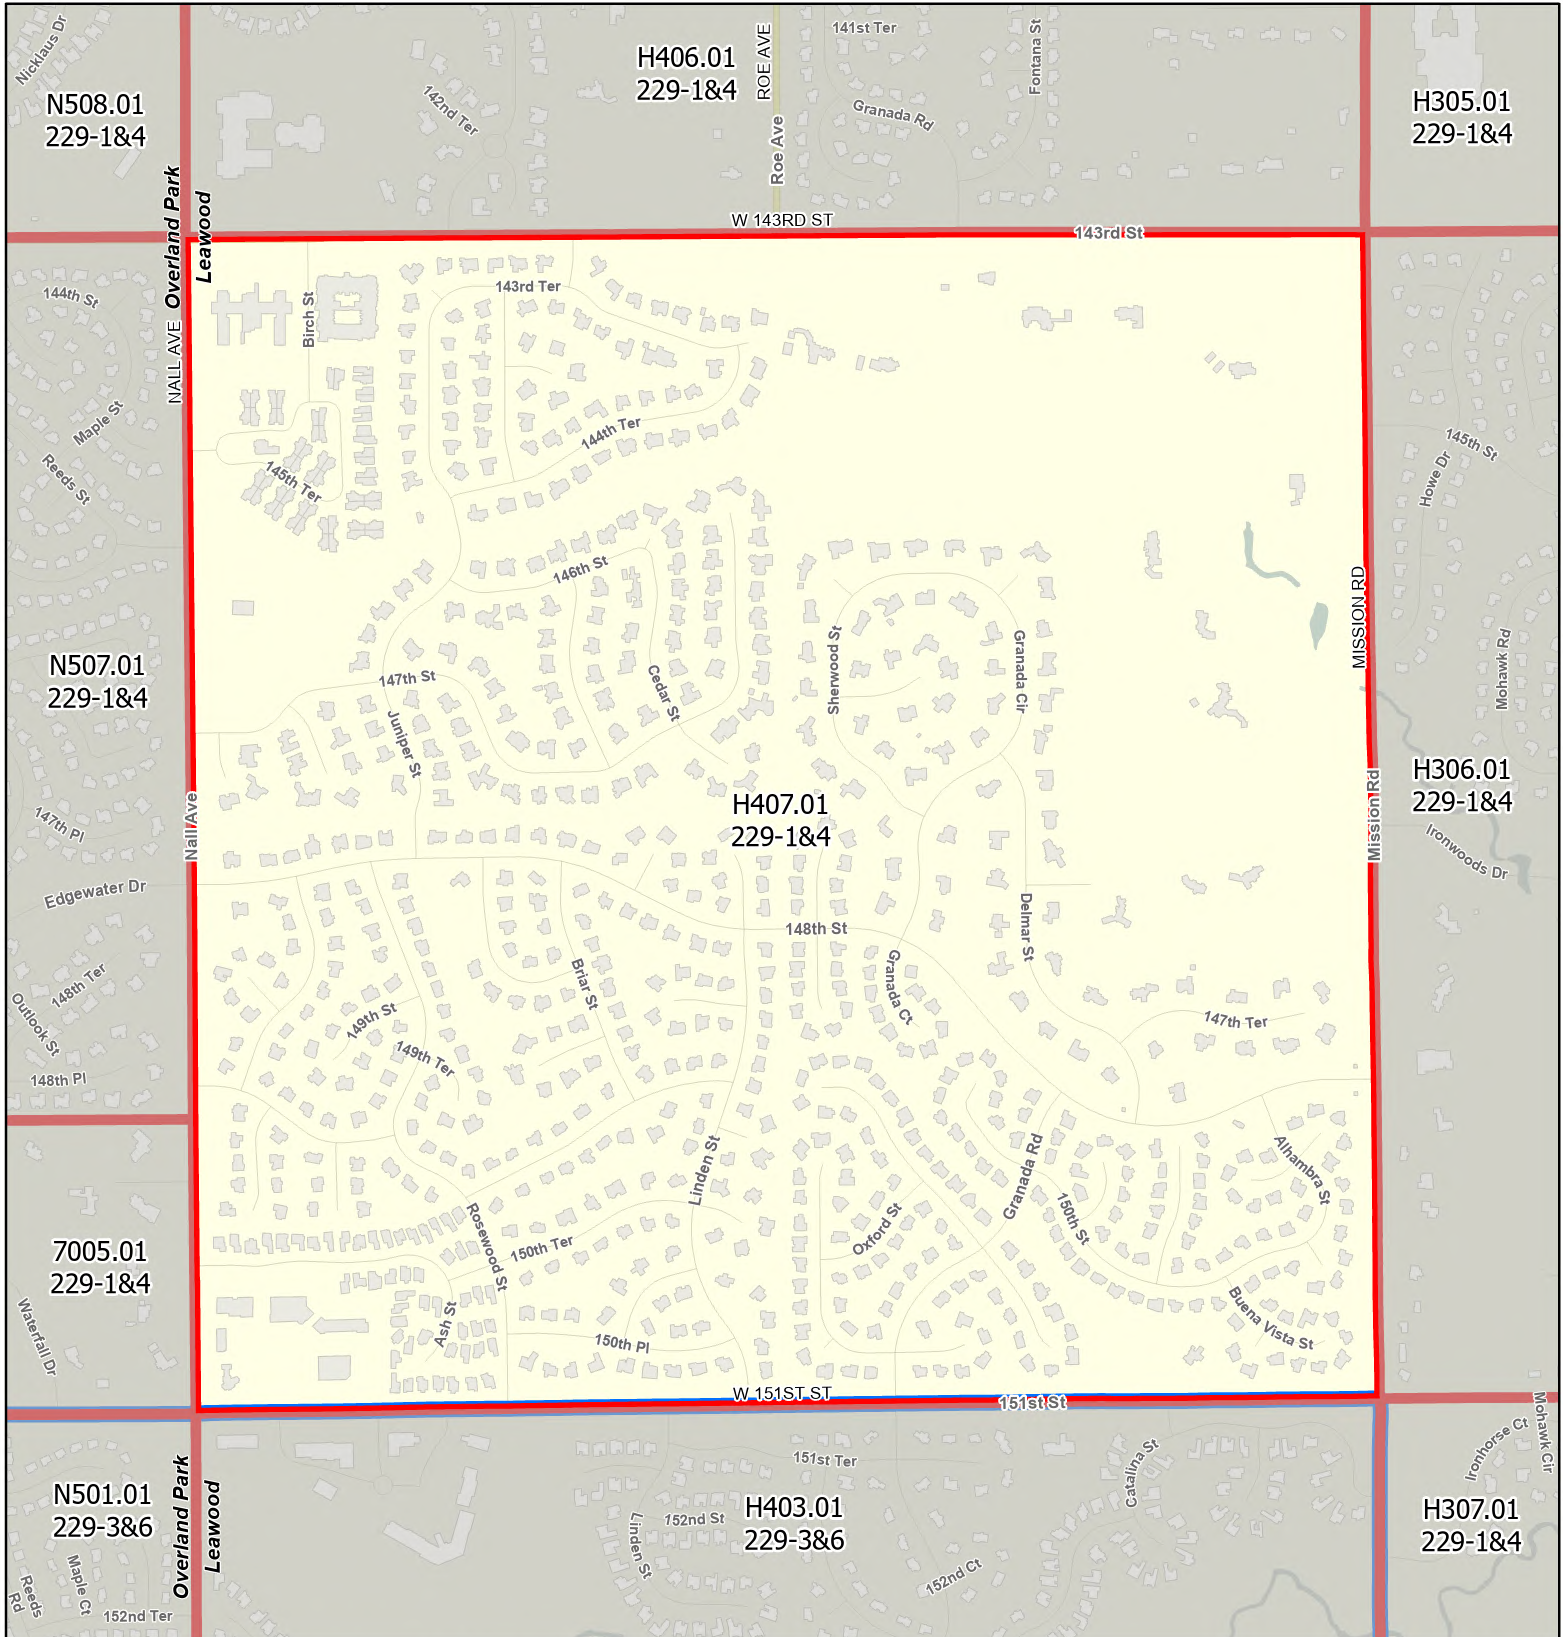 Nicklaus Dr
N508.01
229-1&4
142nd Ter
H406.01
229-1&4
ROE AVE
Roe Ave
141st Ter
Granada Rd
Fontana St
H305.01
229-1&4
Overland Park
Leawood
W 143RD ST
143rd St
144th St
NALL AVE
Birch St
143rd Ter
Maple St
144th Ter
Reeds St
145th Ter
145th St
Howe Dr
146th St
MISSION RD
N507.01
229-1&4
147th St
Juniper St
Cedar St
Sherwood St
Granada Cir
Mohawk Rd
147th Pl
Nall Ave
H407.01
229-1&4
Mission Rd
H306.01
229-1&4
Ironwoods Dr
Edgewater Dr
148th St
Delmar St
148th Ter
Outlook St
Briar St
Granada Ct
149th St
149th Ter
147th Ter
148th Pl
Linden St
Granada Rd
Alhambra St
7005.01
229-1&4
Rosewood St
150th Ter
Oxford St
150th St
Waterfall Dr
Ash St
150th Pl
Buena Vista St
W 151ST ST
151st St
Overland Park
Leawood
N501.01
229-3&6
Maple Ct
Reeds Rd
152nd Ter
151st Ter
Linden St
152nd St
H403.01
229-3&6
152nd Ct
Catalina St
Ironhorse Ct
Mohawk Cir
H307.01
229-1&4